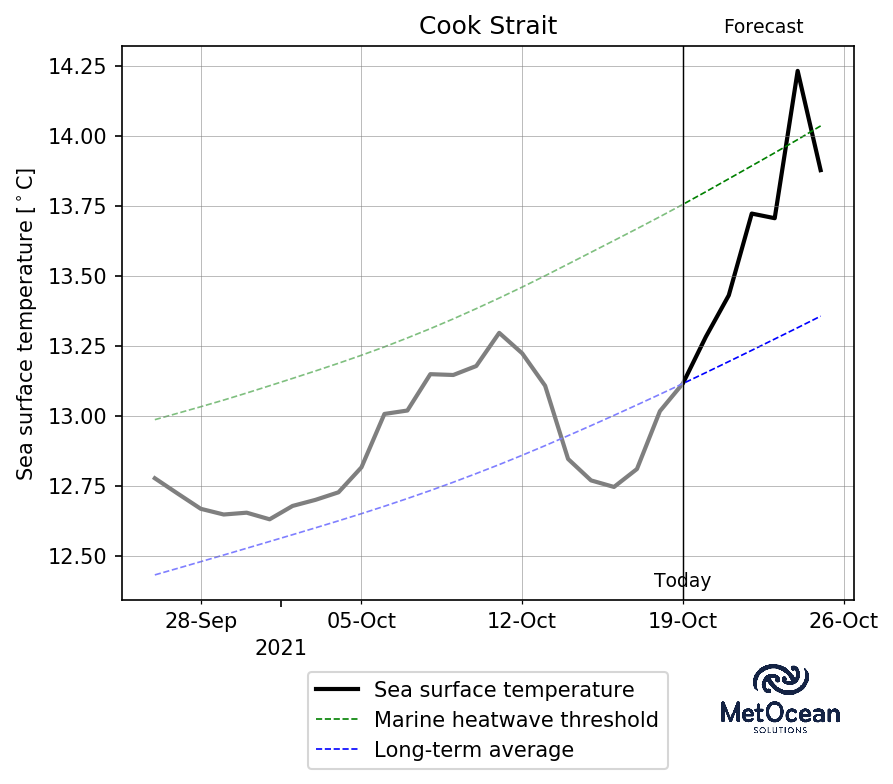 Cook Strait
Forecast
14.25
14.00
13.75
13.50
13.25
13.00
12.75
12.50
Sea surface temperature [°C]
Today
28-Sep 05-Oct 12-Oct 19-Oct 26-Oct
2021
Sea surface temperature
Marine heatwave threshold
Long-term average
MetOcean
SOLUTIONS